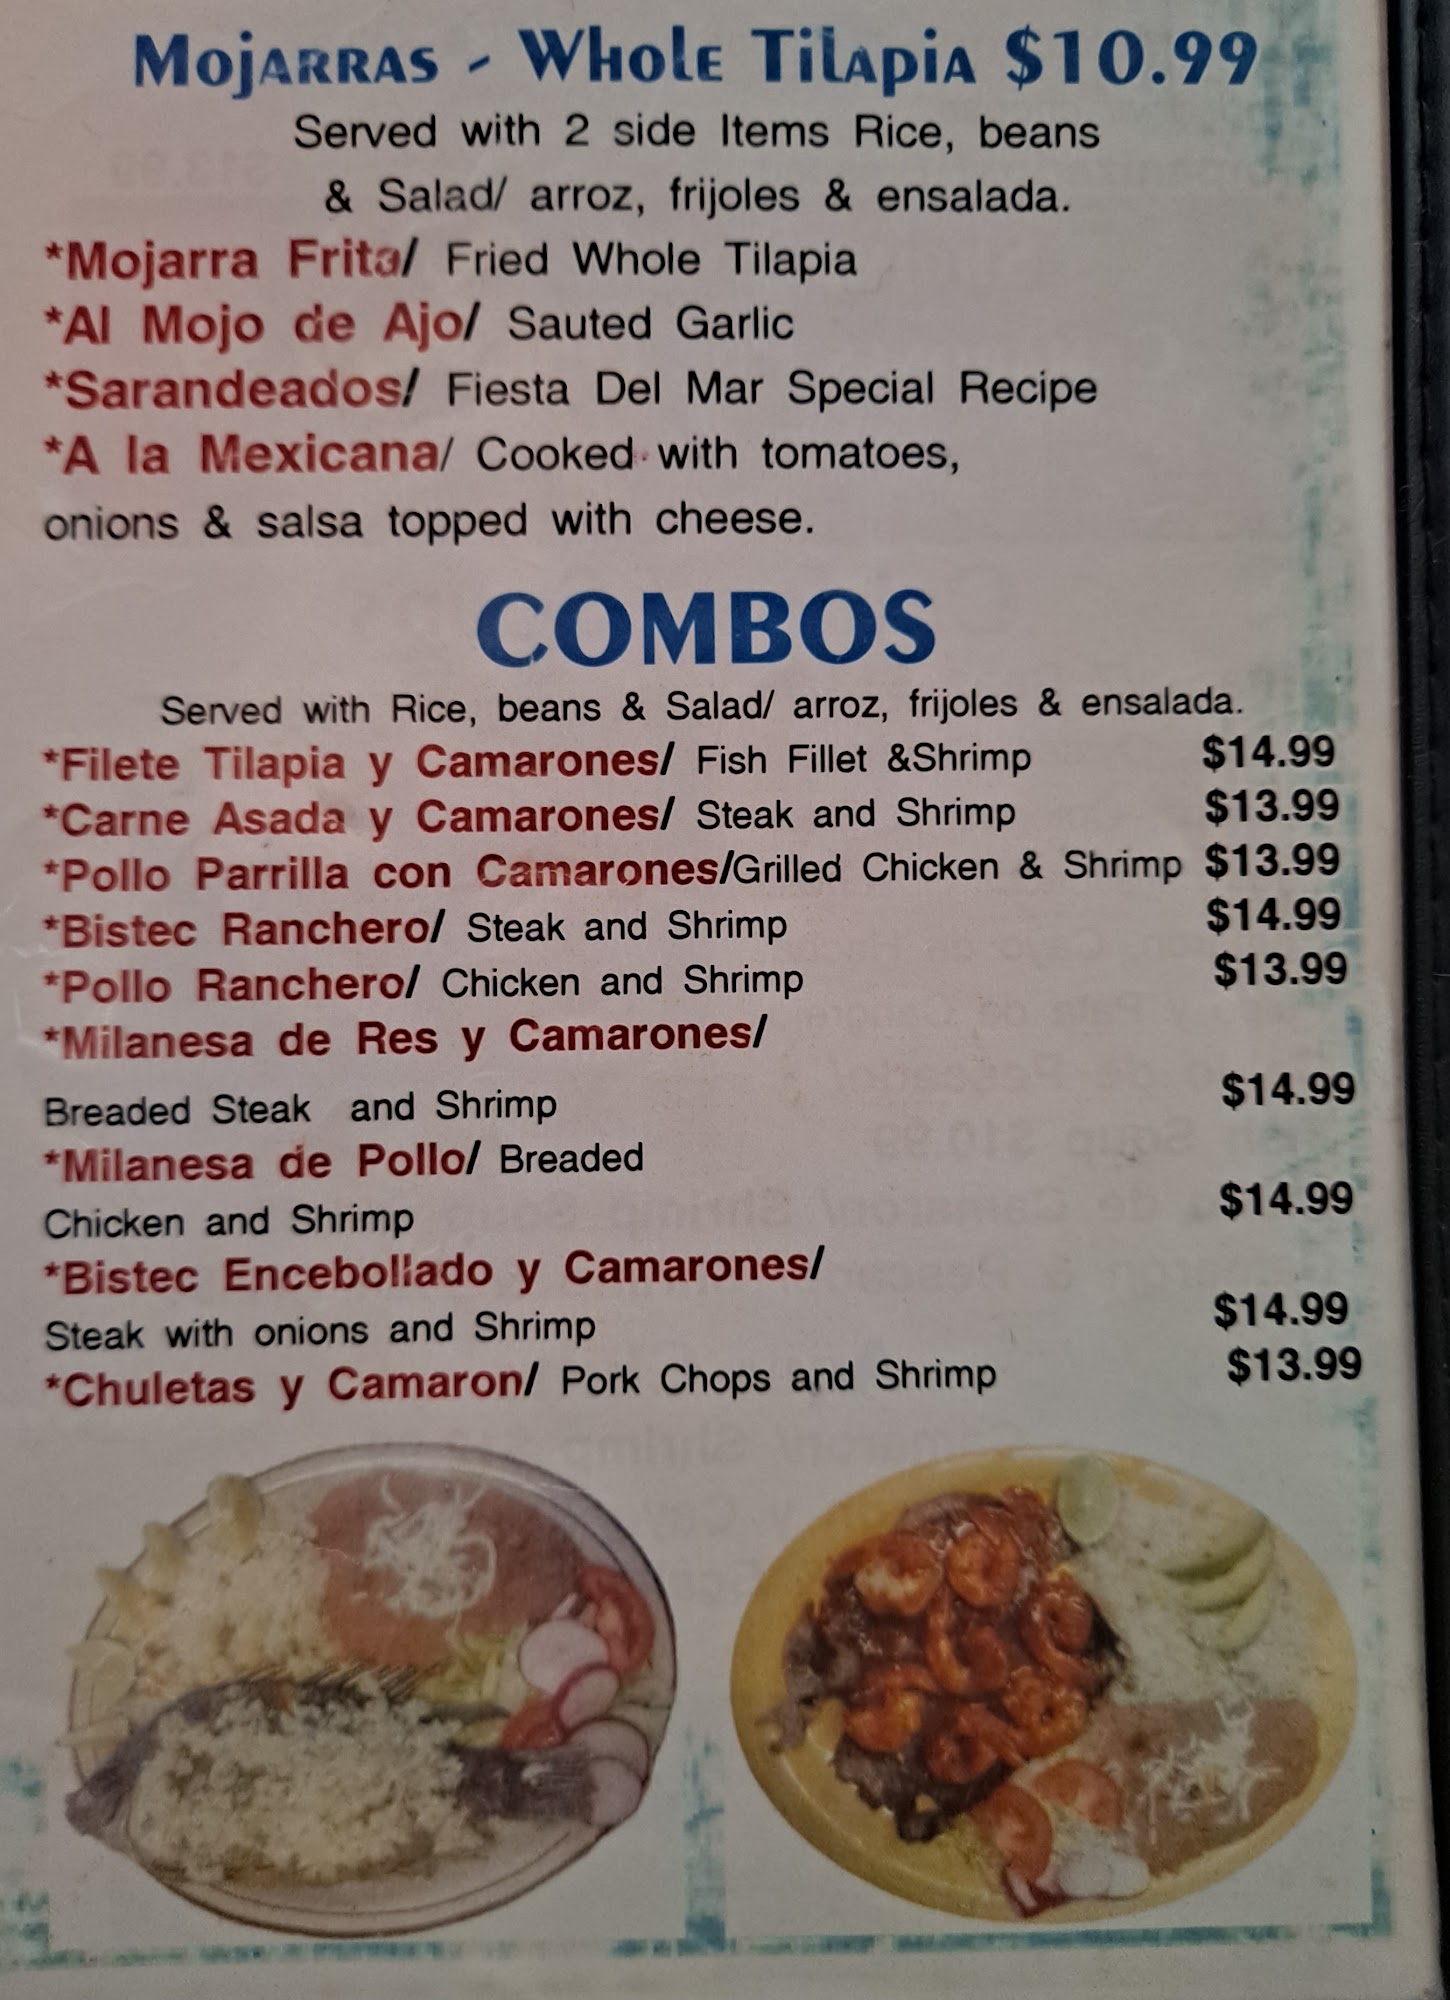 Mojarras - Whole Tilapia $10.99
Served with 2 side Items Rice, beans
& Salad/ arroz, frijoles & ensalada.
*Mojarra Frita/ Fried Whole Tilapia
*Al Mojo de Ajo/ Sauted Garlic
*Sarandeados/ Fiesta Del Mar Special Recipe
*A la Mexicana/ Cooked with tomatoes,
onions & salsa topped with cheese.
COMBOS
Served with Rice, beans & Salad/ arroz, frijoles & ensalada.
*Filete Tilapia y Camarones/ Fish Fillet &Shrimp $14.99
*Carne Asada y Camarones/ Steak and Shrimp $13.99
*Pollo Parrilla con Camarones/Grilled Chicken & Shrimp $13.99
*Bistec Ranchero/ Steak and Shrimp $14.99
*Pollo Ranchero/ Chicken and Shrimp $13.99
*Milanesa de Res y Camarones/
Breaded Steak and Shrimp $14.99
*Milanesa de Pollo/ Breaded
Chicken and Shrimp $14.99
*Bistec Encebollado y Camarones/
Steak with onions and Shrimp $14.99
*Chuletas y Camaron/ Pork Chops and Shrimp $13.99